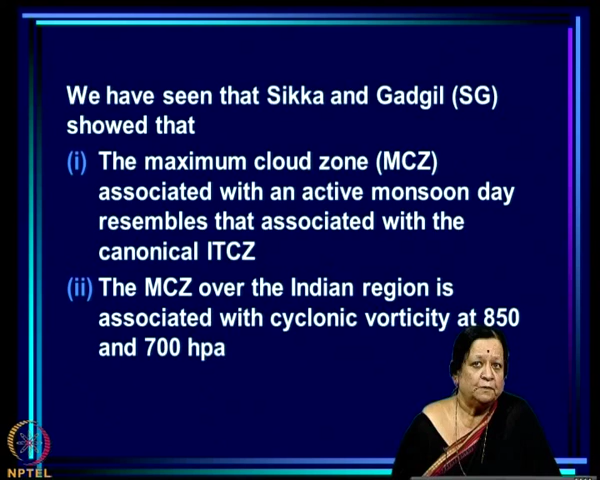 We have seen that Sikka and Gadgil (SG)
showed that
(i) The maximum cloud zone (MCZ)
associated with an active monsoon day
resembles that associated with the
canonical ITCZ
(ii) The MCZ over the Indian region is
associated with cyclonic vorticity at 850
and 700 hpa
NPTEL